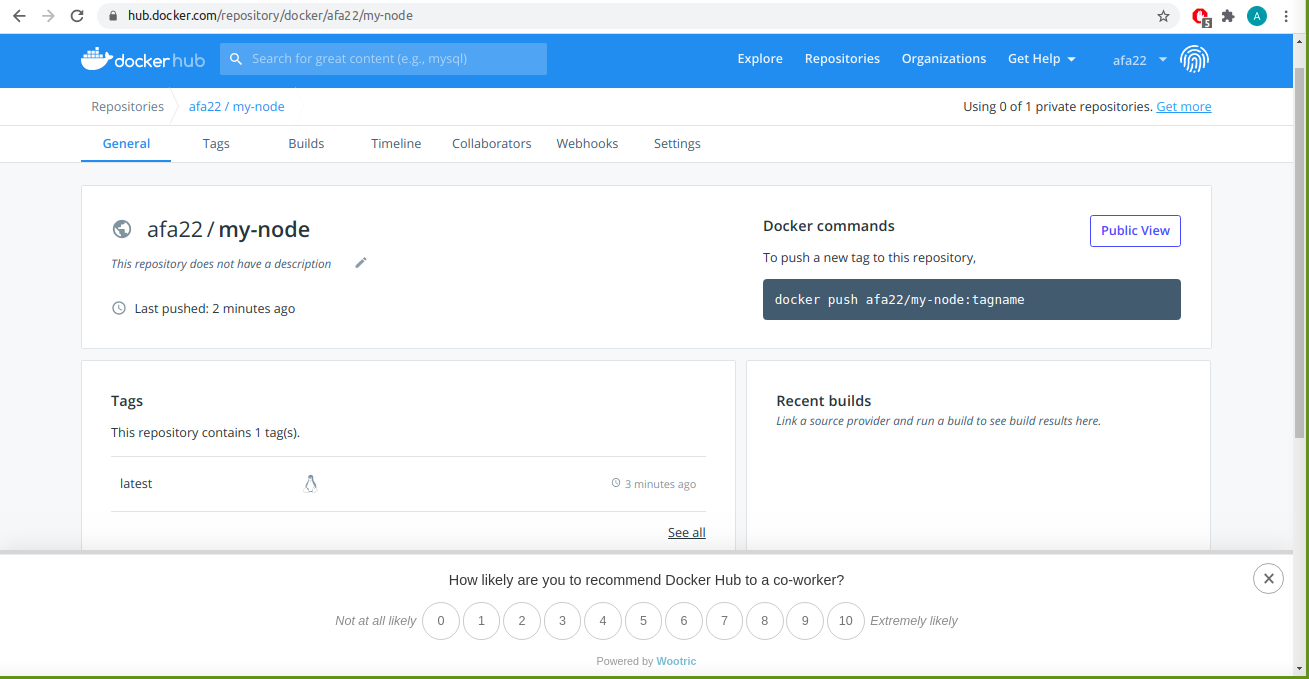 hub.docker.com/repository/docker/afa22/my-node
5
A
docker hub
Search for great content (e.g., mysql)
Explore
Repositories
Organizations
Get Help
afa22
Repositories
afa22 / my-node
Using 0 of 1 private repositories. Get more
General
Tags
Builds
Timeline
Collaborators
Webhooks
Settings
afa22 / my-node
This repository does not have a description
Last pushed: 2 minutes ago
Docker commands
Public View
To push a new tag to this repository,
docker push afa22/my-node:tagname
Tags
This repository contains 1 tag(s).
latest
3 minutes ago
See all
Recent builds
Link a source provider and run a build to see build results here.
How likely are you to recommend Docker Hub to a co-worker?
Not at all likely 0 1 2 3 4 5 6 7 8 9 10 Extremely likely
Powered by Wootric